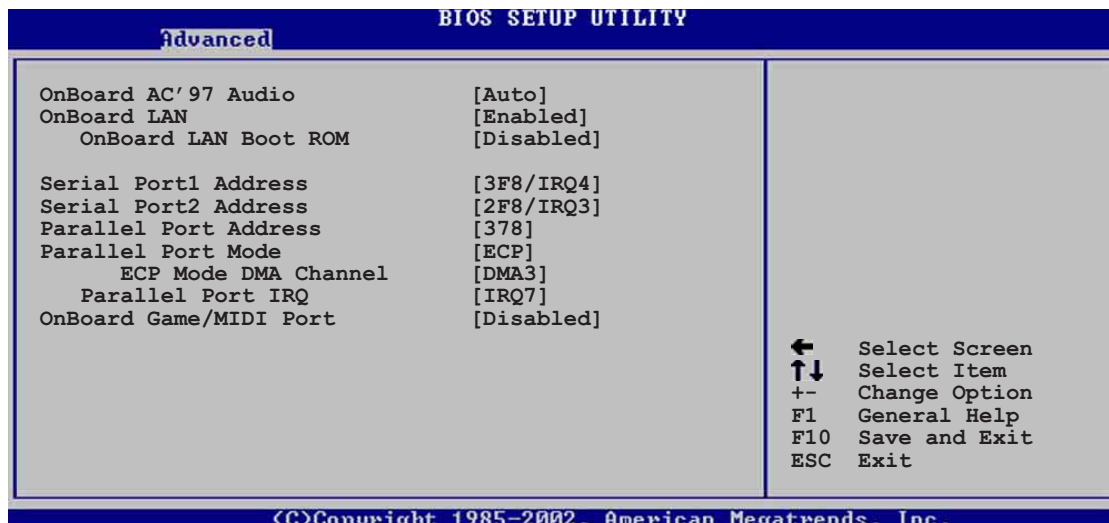 BIOS SETUP UTILITY
Advanced
OnBoard AC'97 Audio [Auto]
OnBoard LAN [Enabled]
OnBoard LAN Boot ROM [Disabled]
Serial Port1 Address [3F8/IRQ4]
Serial Port2 Address [2F8/IRQ3]
Parallel Port Address [378]
Parallel Port Mode [ECP]
ECP Mode DMA Channel [DMA3]
Parallel Port IRQ [IRQ7]
OnBoard Game/MIDI Port [Disabled]
← Select Screen
↑↓ Select Item
+- Change Option
F1 General Help
F10 Save and Exit
ESC Exit
(C)Copyright 1985-2002, American Megatrends, Inc.